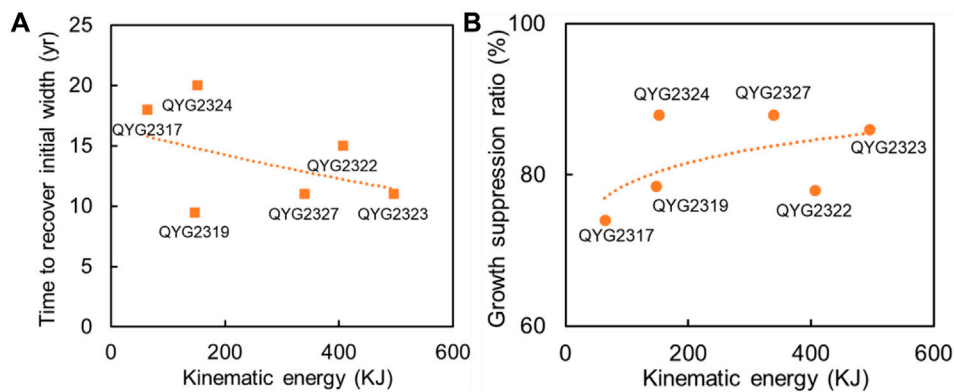 A
Time to recover initial width (yr)
25
20
15
10
5
0
QYG2324
QYG2317
QYG2322
QYG2319
QYG2327
QYG2323
0 200 400 600
Kinematic energy (KJ)
B
Growth suppression ratio (%)
100
80
60
QYG2324
QYG2327
QYG2323
QYG2319
QYG2322
QYG2317
0 200 400 600
Kinematic energy (KJ)